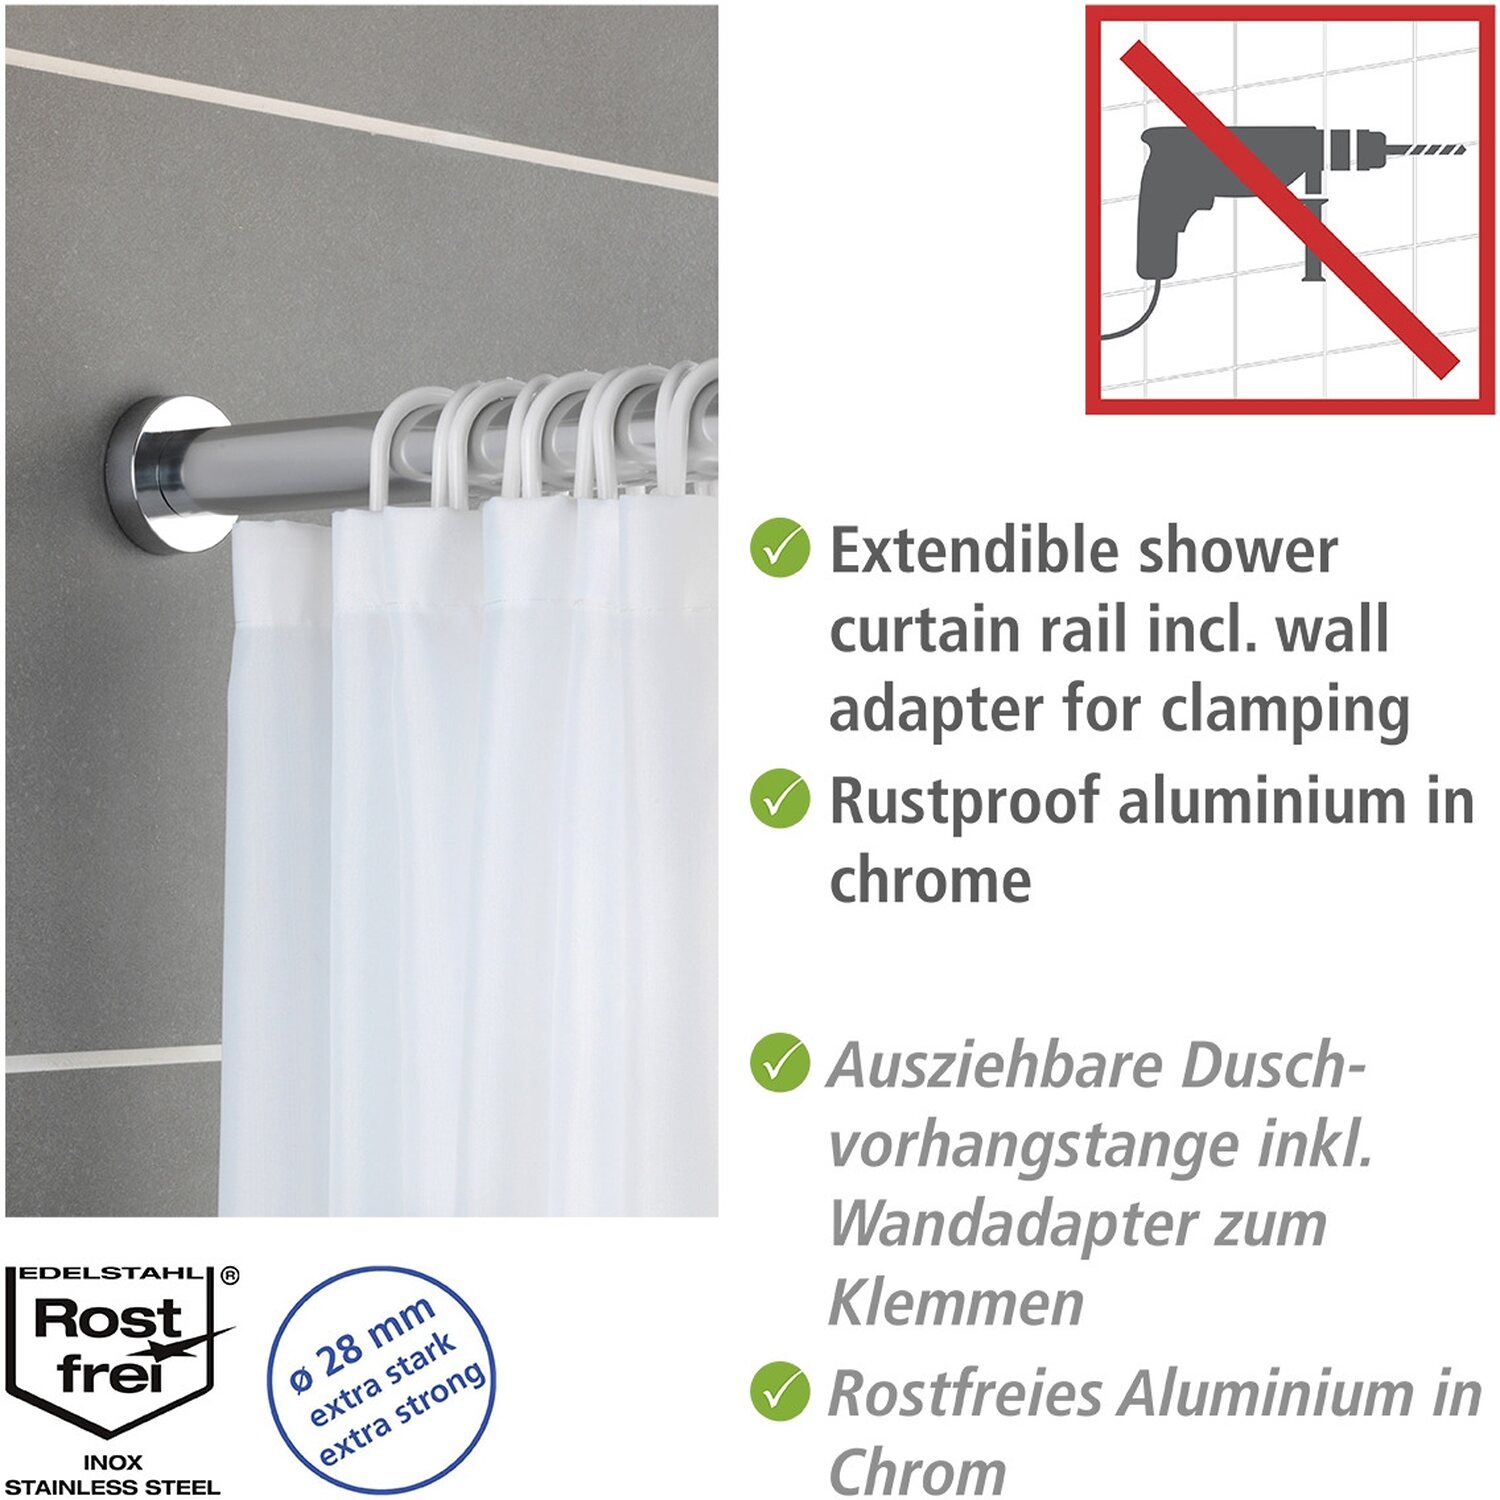 Extendible shower
curtain rail incl. wall
adapter for clamping
Rustproof aluminium in
chrome
Ausziehbare Dusch-
vorhangstange inkl.
Wandadapter zum
Klemmen
Rostfreies Aluminium in
Chrom
EDELSTAHL ®
Rost
frei
INOX
STAINLESS STEEL
ø 28 mm
extra stark
extra strong